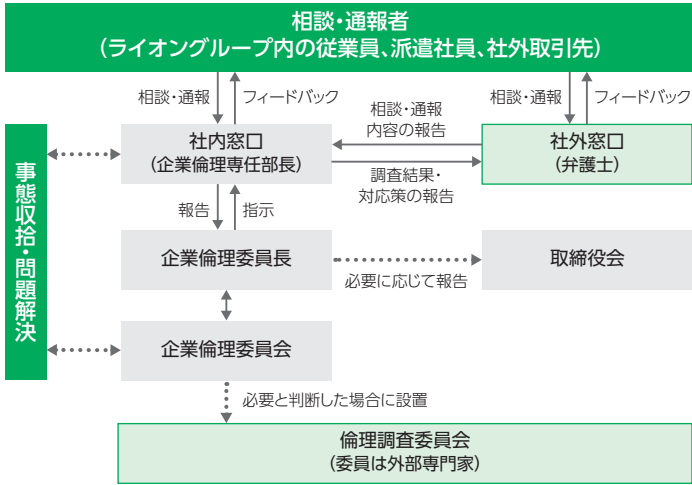 相談・通報者
（ライオングループ内の従業員、派遣社員、社外取引先）
相談・通報
フィードバック
相談・通報
内容の報告
相談・通報
フィードバック
社内窓口
（企業倫理専任部長）
社外窓口
（弁護士）
調査結果・
対応策の報告
事態収拾・問題解決
報告
指示
企業倫理委員長
取締役会
必要に応じて報告
企業倫理委員会
必要と判断した場合に設置
倫理調査委員会
（委員は外部専門家）